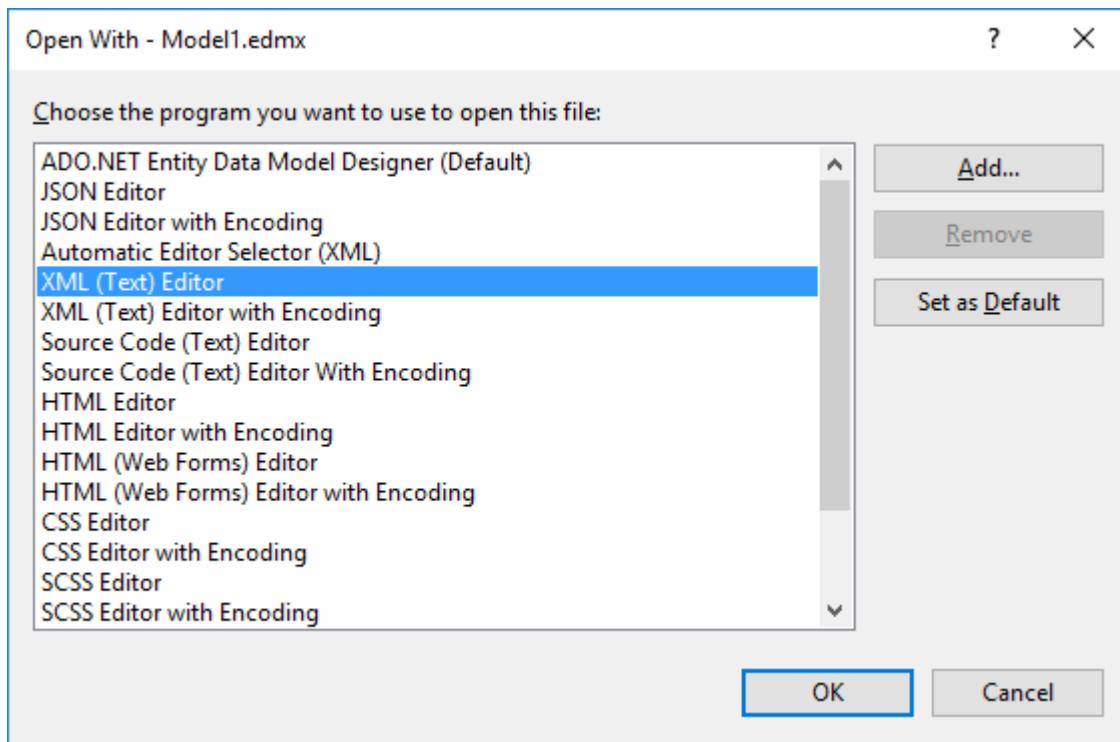 Open With - Model1.edmx
Choose the program you want to use to open this file:
ADO.NET Entity Data Model Designer (Default)
JSON Editor
JSON Editor with Encoding
Automatic Editor Selector (XML)
XML (Text) Editor
XML (Text) Editor with Encoding
Source Code (Text) Editor
Source Code (Text) Editor With Encoding
HTML Editor
HTML Editor with Encoding
HTML (Web Forms) Editor
HTML (Web Forms) Editor with Encoding
CSS Editor
CSS Editor with Encoding
SCSS Editor
SCSS Editor with Encoding
Add...
Remove
Set as Default
OK
Cancel